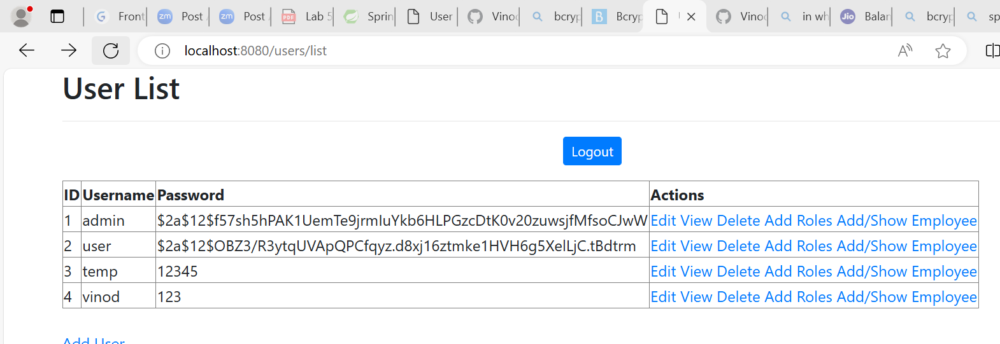 Front Post Post Lab 5 Sprin User Vinod bcryp Bcryp Vino in wh Jio Balan bcryp sp
localhost:8080/users/list
User List
Logout
ID Username Password Actions
1 admin $2a$12$f57sh5hPAK1UemTe9jrmIuYkb6HLPGzcDtK0v20zuwsjfMfsoCJwW Edit View Delete Add Roles Add/Show Employee
2 user $2a$12$OBZ3/R3ytqUVApQPCfqyz.d8xj16ztmke1HVH6g5XelLjC.tBdtrm Edit View Delete Add Roles Add/Show Employee
3 temp 12345 Edit View Delete Add Roles Add/Show Employee
4 vinod 123 Edit View Delete Add Roles Add/Show Employee
Add User